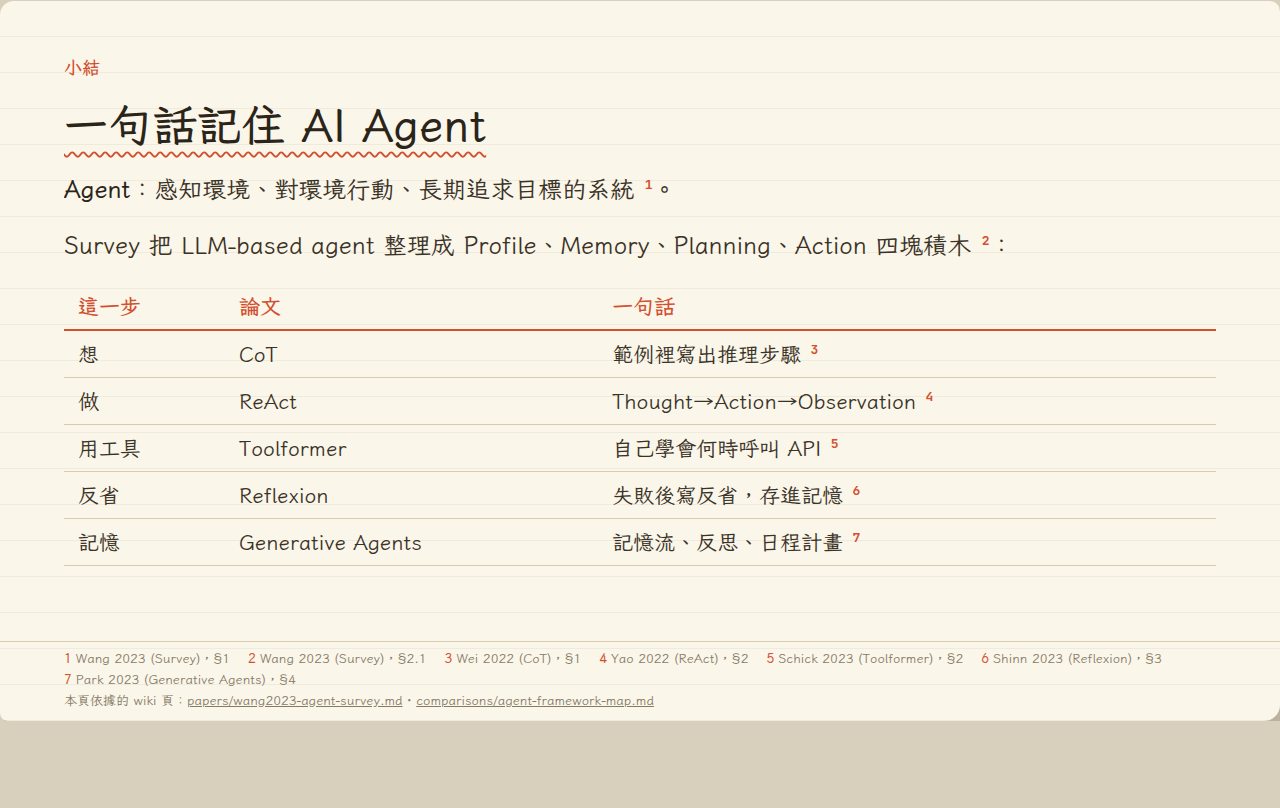 小結
一句話記住 AI Agent
Agent：感知環境、對環境行動、長期追求目標的系統 1。
Survey 把 LLM-based agent 整理成 Profile、Memory、Planning、Action 四塊積木 2：
這一步 論文 一句話
想 CoT 範例裡寫出推理步驟 3
做 ReAct Thought→Action→Observation 4
用工具 Toolformer 自己學會何時呼叫 API 5
反省 Reflexion 失敗後寫反省，存進記憶 6
記憶 Generative Agents 記憶流、反思、日程計畫 7
1 Wang 2023 (Survey)，§1 2 Wang 2023 (Survey)，§2.1 3 Wei 2022 (CoT)，§1 4 Yao 2022 (ReAct)，§2 5 Schick 2023 (Toolformer)，§2 6 Shinn 2023 (Reflexion)，§3
7 Park 2023 (Generative Agents)，§4
本頁依據的 wiki 頁：papers/wang2023-agent-survey.md · comparisons/agent-framework-map.md